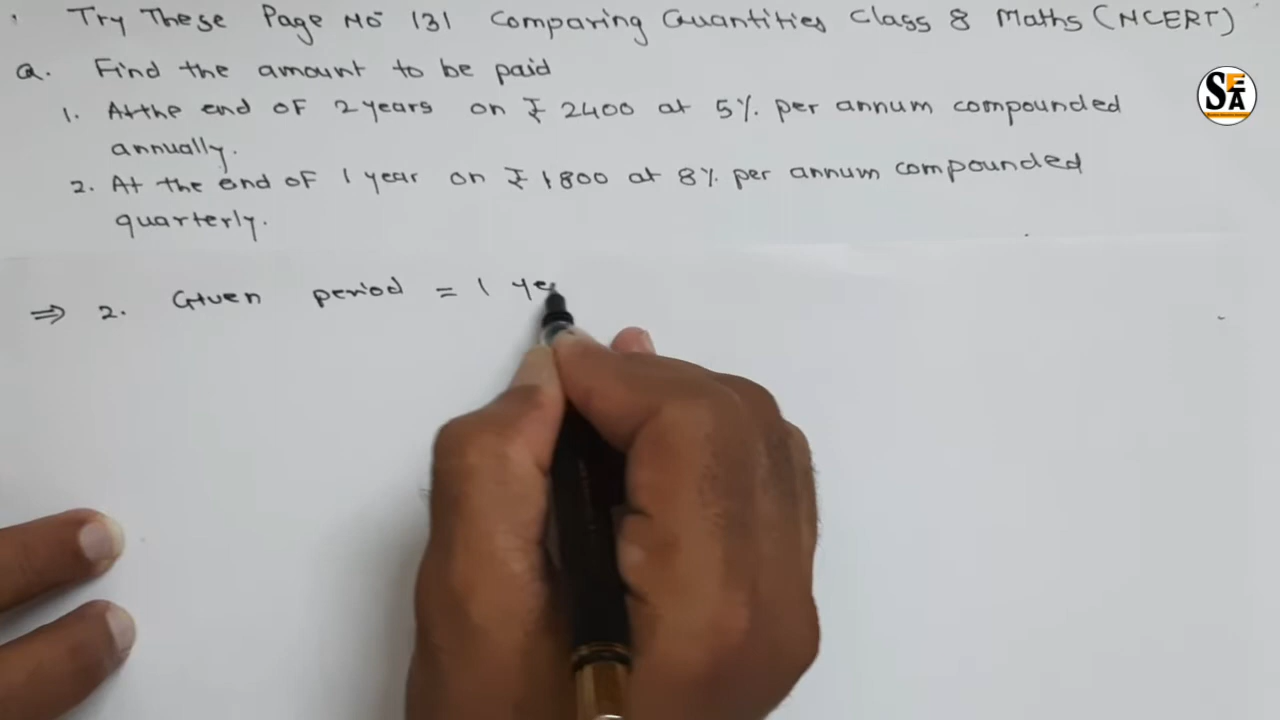 Try These Page No 131 Comparing Quantities Class 8 Maths (NCERT)
Q. Find the amount to be paid
1. At the end of 2 years on ₹ 2400 at 5% per annum compounded
annually.
2. At the end of 1 year on ₹ 1800 at 8% per annum compounded
quarterly.
⇒ 2. Given period = 1 ye
SFTA